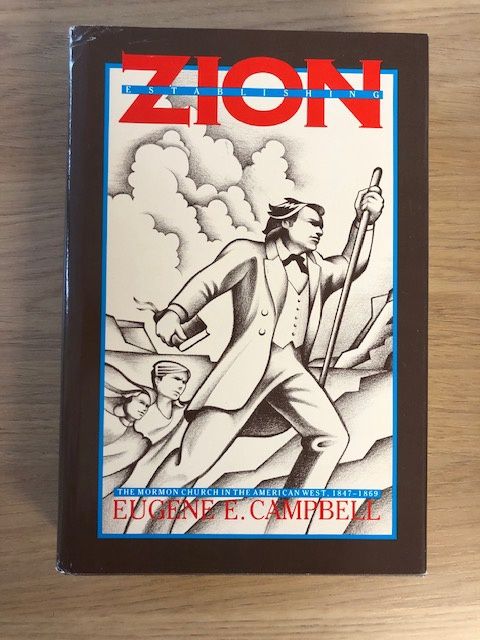 ZION
ESTABLISHING
THE MORMON CHURCH IN THE AMERICAN WEST, 1847–1869
EUGENE E. CAMPBELL